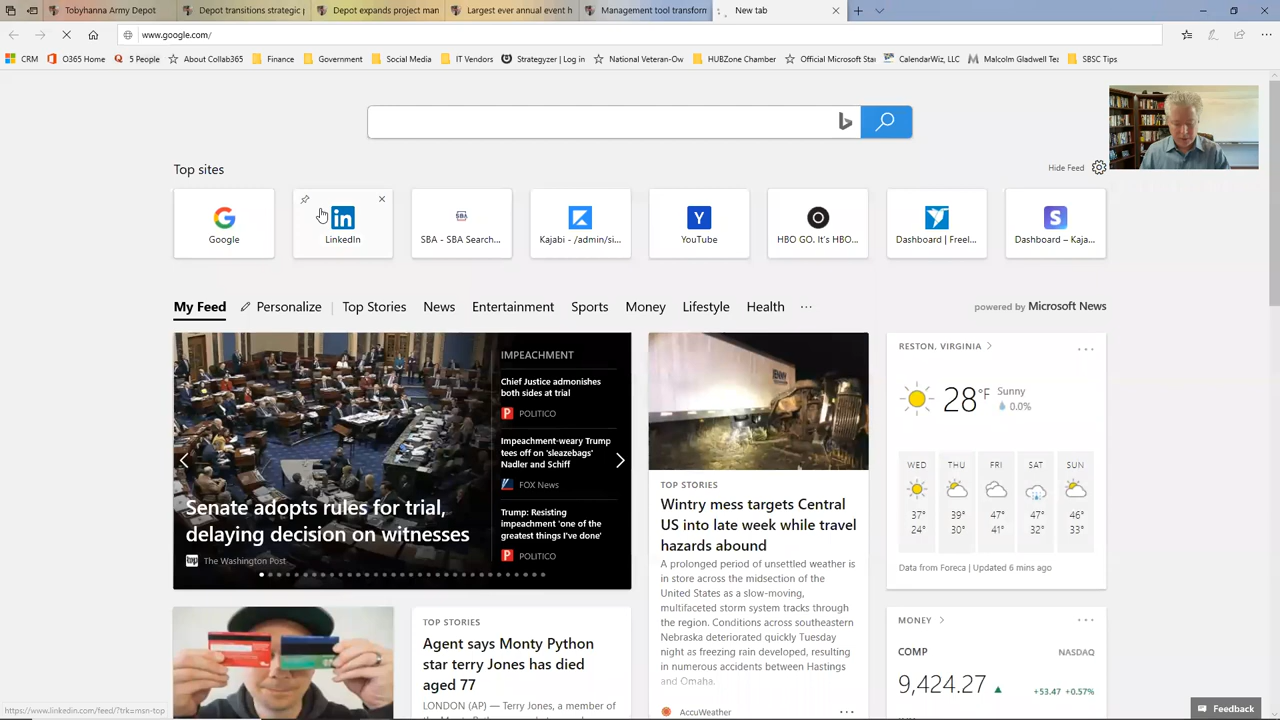 Tobyhanna Army Depot
Depot transitions strategic p
Depot expands project man
Largest ever annual event h
Management tool transform
New tab
www.google.com/
CRM
O365 Home
5 People
About Collab365
Finance
Government
Social Media
IT Vendors
Strategyzer | Log in
National Veteran-Ow
HUBZone Chamber
Official Microsoft Sta
CalendarWiz, LLC
Malcolm Gladwell Tea
SBSC Tips
Top sites
Hide Feed
Google
LinkedIn
SBA
SBA - SBA Search...
Kajabi - /admin/si...
Y
YouTube
HBO GO. It's HBO...
Dashboard | Freel...
Dashboard – Kaja...
My Feed
Personalize
Top Stories
News
Entertainment
Sports
Money
Lifestyle
Health
...
powered by Microsoft News
IMPEACHMENT
Chief Justice admonishes
both sides at trial
POLITICO
Impeachment-weary Trump
tees off on 'sleazebags'
Nadler and Schiff
FOX News
Trump: Resisting
impeachment 'one of the
greatest things I've done'
POLITICO
Senate adopts rules for trial,
delaying decision on witnesses
wp The Washington Post
TOP STORIES
Wintry mess targets Central
US into late week while travel
hazards abound
A prolonged period of unsettled weather is
in store across the midsection of the
United States as a slow-moving,
multifaceted storm system tracks through
the region. Conditions across southeastern
Nebraska deteriorated quickly Tuesday
night as freezing rain developed, resulting
in numerous accidents between Hastings
and Omaha.
AccuWeather
RESTON, VIRGINIA
28°F
Sunny
0.0%
WED THU FRI SAT SUN
37° 39° 47° 47° 46°
24° 30° 41° 32° 33°
Data from Foreca | Updated 6 mins ago
TOP STORIES
Agent says Monty Python
star terry Jones has died
aged 77
LONDON (AP) — Terry Jones, a member of
MONEY
COMP
NASDAQ
9,424.27
+53.47 +0.57%
https://www.linkedin.com/feed/?trk=msn-top
Feedback